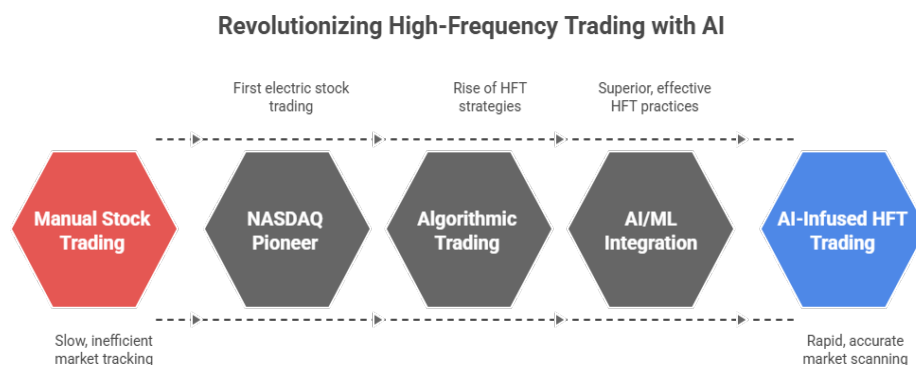 Revolutionizing High-Frequency Trading with AI
First electric stock
trading
Rise of HFT
strategies
Superior, effective
HFT practices
Manual Stock
Trading
NASDAQ
Pioneer
Algorithmic
Trading
AI/ML
Integration
AI-Infused HFT
Trading
Slow, inefficient
market tracking
Rapid, accurate
market scanning